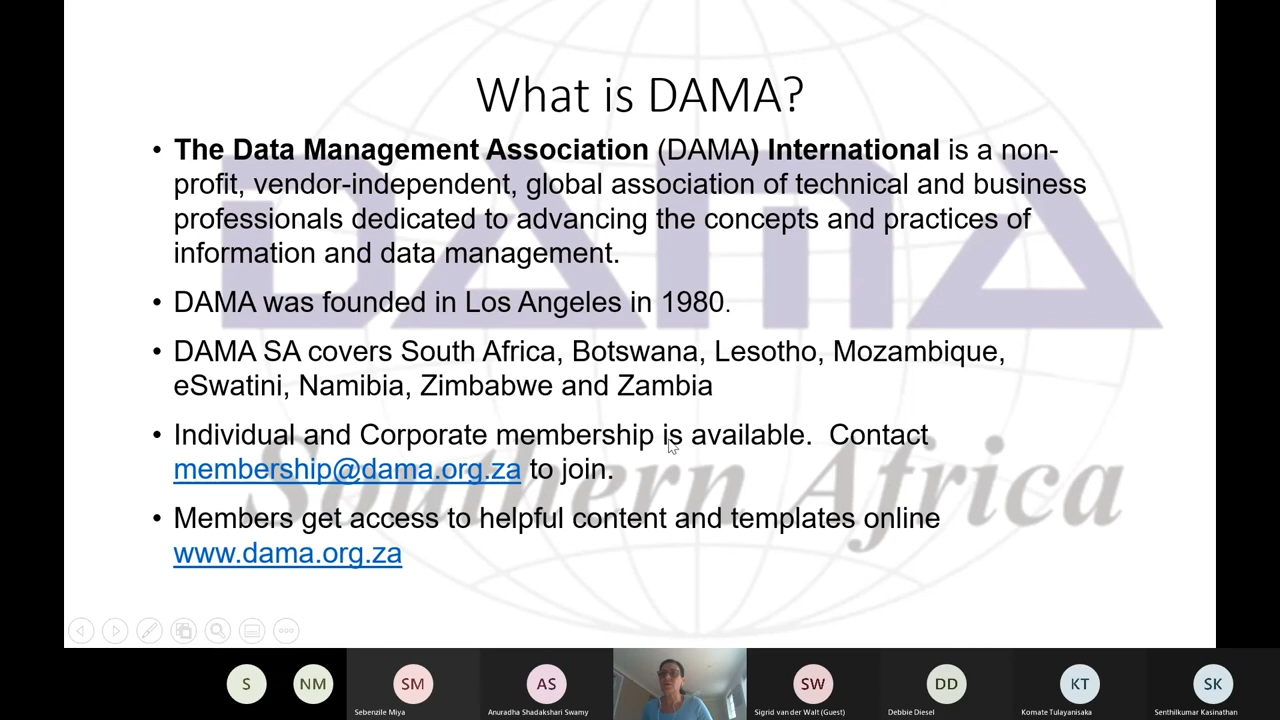 What is DAMA?
• The Data Management Association (DAMA) International is a non-
profit, vendor-independent, global association of technical and business
professionals dedicated to advancing the concepts and practices of
information and data management.
• DAMA was founded in Los Angeles in 1980.
• DAMA SA covers South Africa, Botswana, Lesotho, Mozambique,
eSwatini, Namibia, Zimbabwe and Zambia
• Individual and Corporate membership is available.  Contact
membership@dama.org.za to join.
• Members get access to helpful content and templates online
www.dama.org.za
DAMA
Southern Africa
S NM SM AS SW DD KT SK
Sebenzile Miya Anuradha Shadakshari Swamy Sigrid van der Walt (Guest) Debbie Diesel Komate Tulayanisaka Senthilkumar Kasinathan